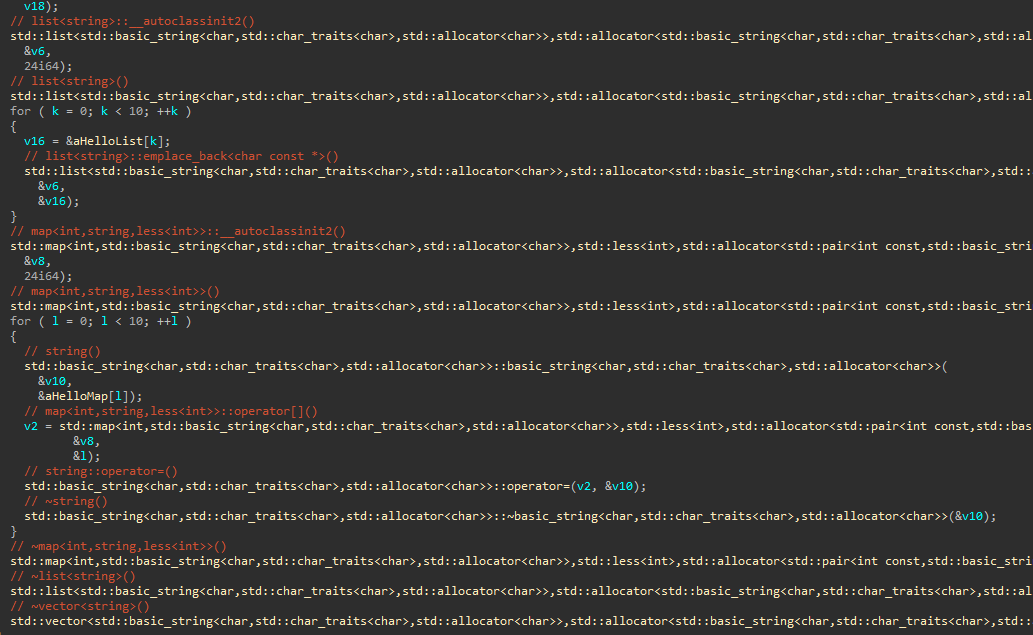 v18);
// list<string>::__autoclassinit2()
std::list<std::basic_string<char,std::char_traits<char>,std::allocator<char>>,std::allocator<std::basic_string<char,std::char_traits<char>,std::al
&v6,
24i64);
// list<string>()
std::list<std::basic_string<char,std::char_traits<char>,std::allocator<char>>,std::allocator<std::basic_string<char,std::char_traits<char>,std::al
for ( k = 0; k < 10; ++k )
{
v16 = &aHelloList[k];
// list<string>::emplace_back<char const *>()
std::list<std::basic_string<char,std::char_traits<char>,std::allocator<char>>,std::allocator<std::basic_string<char,std::char_traits<char>,std::
&v6,
&v16);
}
// map<int,string,less<int>>::__autoclassinit2()
std::map<int,std::basic_string<char,std::char_traits<char>,std::allocator<char>>,std::less<int>,std::allocator<std::pair<int const,std::basic_stri
&v8,
24i64);
// map<int,string,less<int>>()
std::map<int,std::basic_string<char,std::char_traits<char>,std::allocator<char>>,std::less<int>,std::allocator<std::pair<int const,std::basic_stri
for ( l = 0; l < 10; ++l )
{
// string()
std::basic_string<char,std::char_traits<char>,std::allocator<char>>::basic_string<char,std::char_traits<char>,std::allocator<char>>(
&v10,
&aHelloMap[l]);
// map<int,string,less<int>>::operator[]()
v2 = std::map<int,std::basic_string<char,std::char_traits<char>,std::allocator<char>>,std::less<int>,std::allocator<std::pair<int const,std::bas
&v8,
&l);
// string::operator=()
std::basic_string<char,std::char_traits<char>,std::allocator<char>>::operator=(v2, &v10);
// ~string()
std::basic_string<char,std::char_traits<char>,std::allocator<char>>::~basic_string<char,std::char_traits<char>,std::allocator<char>>(&v10);
}
// ~map<int,string,less<int>>()
std::map<int,std::basic_string<char,std::char_traits<char>,std::allocator<char>>,std::less<int>,std::allocator<std::pair<int const,std::basic_stri
// ~list<string>()
std::list<std::basic_string<char,std::char_traits<char>,std::allocator<char>>,std::allocator<std::basic_string<char,std::char_traits<char>,std::al
// ~vector<string>()
std::vector<std::basic_string<char,std::char_traits<char>,std::allocator<char>>,std::allocator<std::basic_string<char,std::char_traits<char>,std::